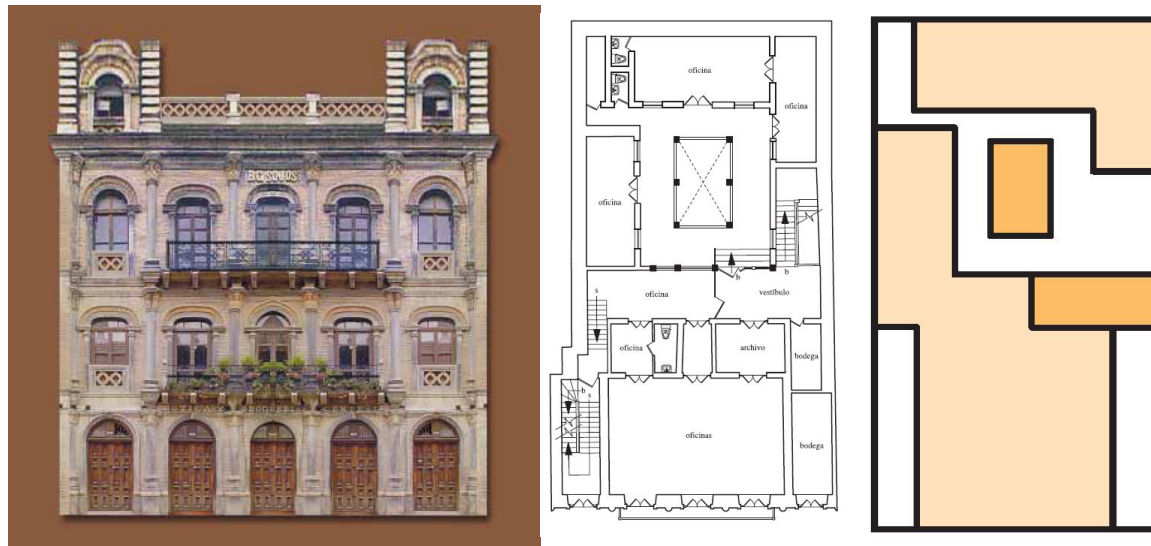 oficina
oficina
oficina
b
s
b
oficina
vestíbulo
oficina
archivo
bodega
b
s
oficinas
bodega